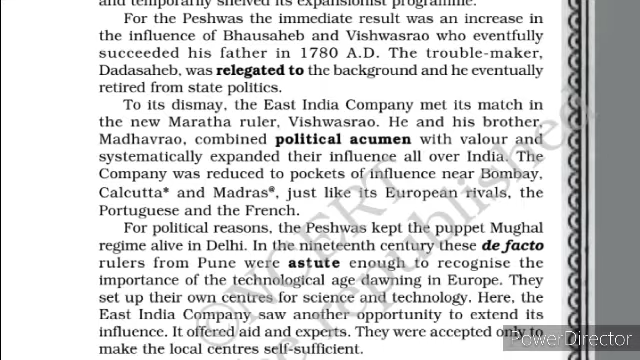 and temporarily shelved its expansionist programme.
For the Peshwas the immediate result was an increase in
the influence of Bhausaheb and Vishwasrao who eventfully
succeeded his father in 1780 A.D. The trouble-maker,
Dadasaheb, was relegated to the background and he eventually
retired from state politics.
To its dismay, the East India Company met its match in
the new Maratha ruler, Vishwasrao. He and his brother,
Madhavrao, combined political acumen with valour and
systematically expanded their influence all over India. The
Company was reduced to pockets of influence near Bombay,
Calcutta* and Madras@, just like its European rivals, the
Portuguese and the French.
For political reasons, the Peshwas kept the puppet Mughal
regime alive in Delhi. In the nineteenth century these de facto
rulers from Pune were astute enough to recognise the
importance of the technological age dawning in Europe. They
set up their own centres for science and technology. Here, the
East India Company saw another opportunity to extend its
influence. It offered aid and experts. They were accepted only to
make the local centres self-sufficient.
© NCERT
be republished
PowerDirector